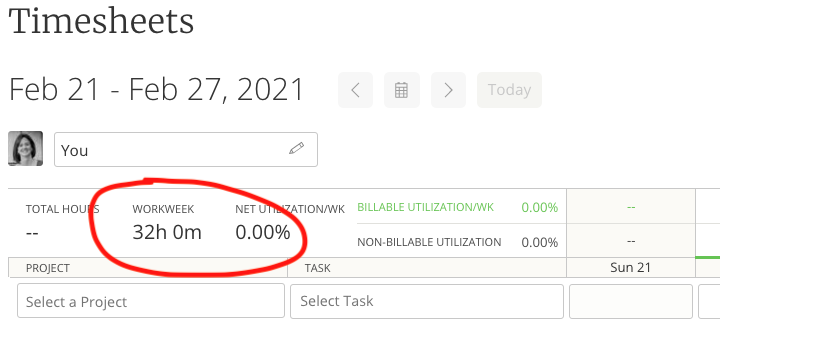 Timesheets
Feb 21 - Feb 27, 2021
Today
You
TOTAL HOURS WORKWEEK NET UTILIZATION/WK BILLABLE UTILIZATION/WK 0.00% --
-- 32h 0m 0.00% NON-BILLABLE UTILIZATION 0.00% --
PROJECT TASK Sun 21
Select a Project Select Task